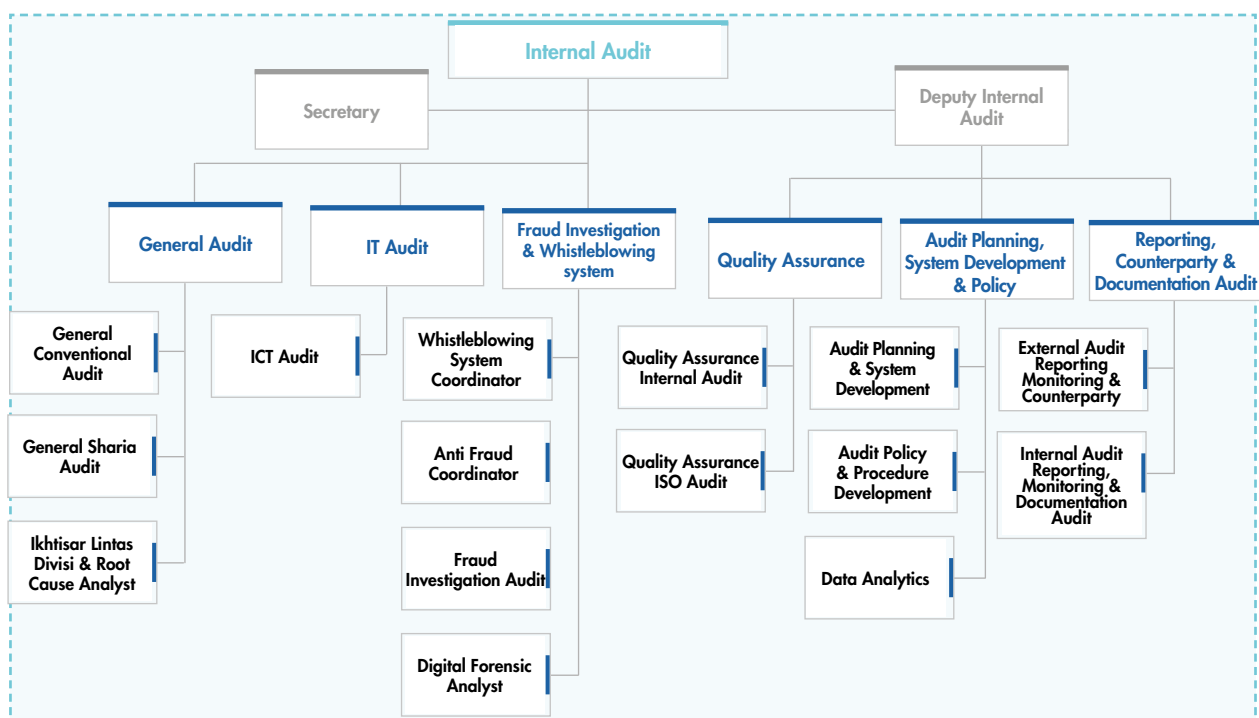 Internal Audit
Secretary
Deputy Internal
Audit
General Audit
IT Audit
Fraud Investigation
& Whistleblowing
system
Quality Assurance
Audit Planning,
System Development
& Policy
Reporting,
Counterparty &
Documentation Audit
General
Conventional
Audit
General Sharia
Audit
Ikhtisar Lintas
Divisi & Root
Cause Analyst
ICT Audit
Whistleblowing
System
Coordinator
Anti Fraud
Coordinator
Fraud
Investigation Audit
Digital Forensic
Analyst
Quality Assurance
Internal Audit
Quality Assurance
ISO Audit
Audit Planning
& System
Development
Audit Policy
& Procedure
Development
Data Analytics
External Audit
Reporting
Monitoring &
Counterparty
Internal Audit
Reporting,
Monitoring &
Documentation
Audit